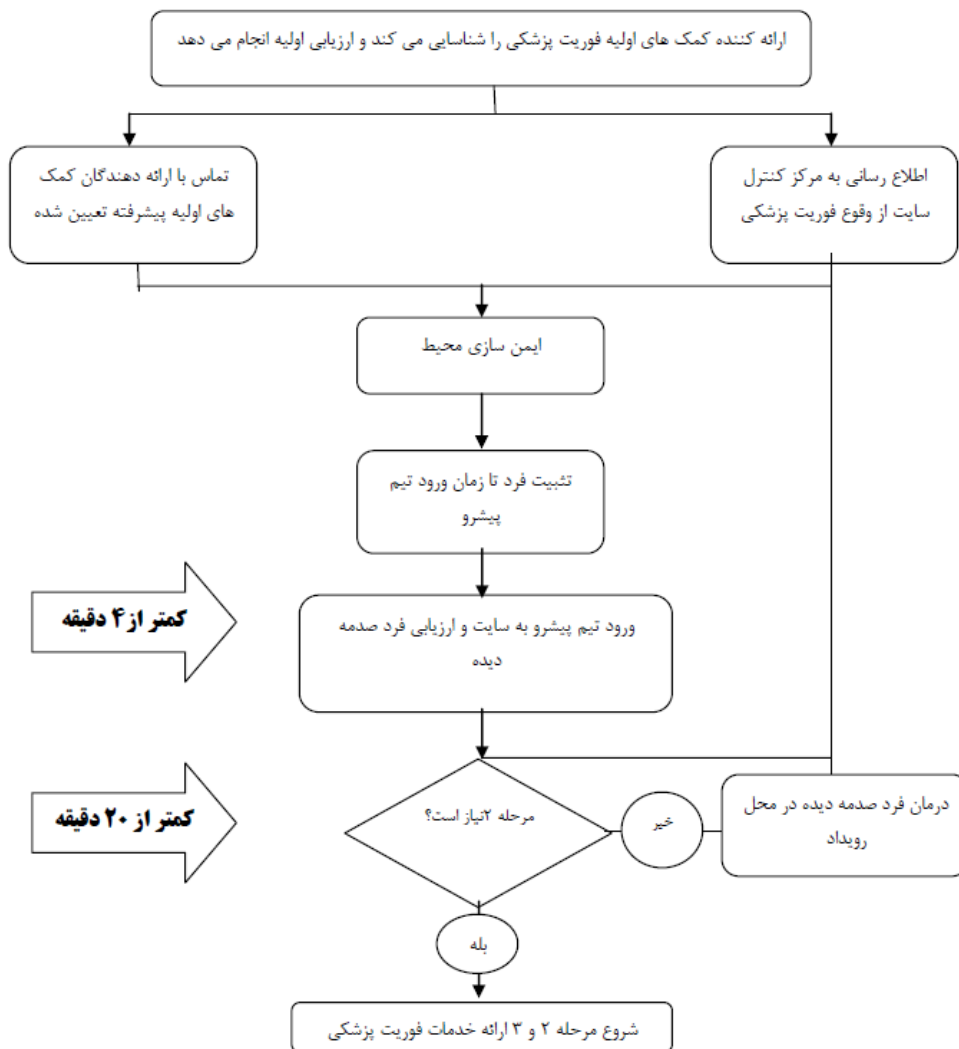 ارائه کننده کمک های اولیه فوریت پزشکی را شناسایی می کند و ارزیابی اولیه انجام می دهد
اطلاع رسانی به مرکز کنترل
سایت از وقوع فوریت پزشکی
تماس با ارائه دهندگان کمک
های اولیه پیشرفته تعیین شده
ایمن سازی محیط
تثبیت فرد تا زمان ورود تیم
پیشرو
کمتر از ۴ دقیقه
ورود تیم پیشرو به سایت و ارزیابی فرد صدمه
دیده
کمتر از ۲۰ دقیقه
مرحله ۲نیاز است؟
خیر
درمان فرد صدمه دیده در محل
رویداد
بله
شروع مرحله ۲ و ۳ ارائه خدمات فوریت پزشکی